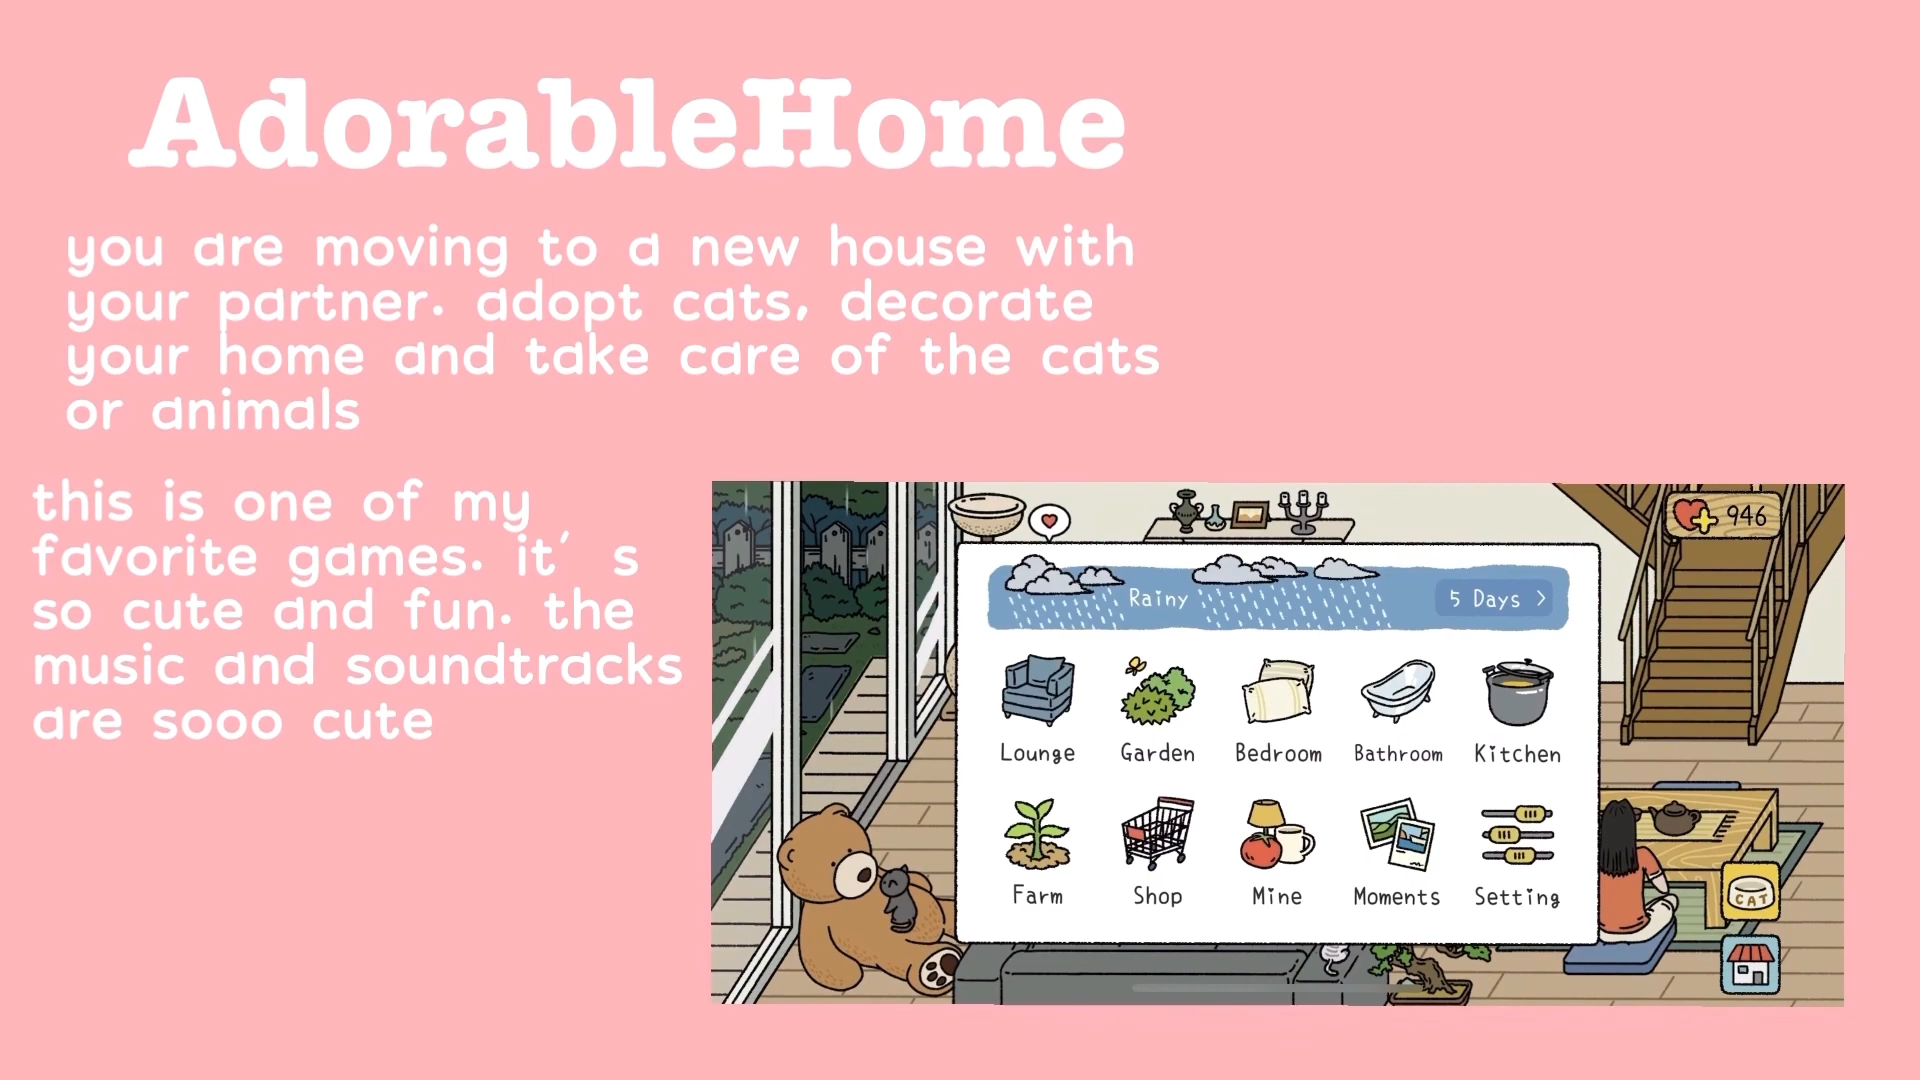 AdorableHome
you are moving to a new house with
your partner. adopt cats, decorate
your home and take care of the cats
or animals
this is one of my
favorite games. it’ s
so cute and fun. the
music and soundtracks
are sooo cute
946
Rainy
5 Days >
Lounge Garden Bedroom Bathroom Kitchen
Farm Shop Mine Moments Setting
CAT